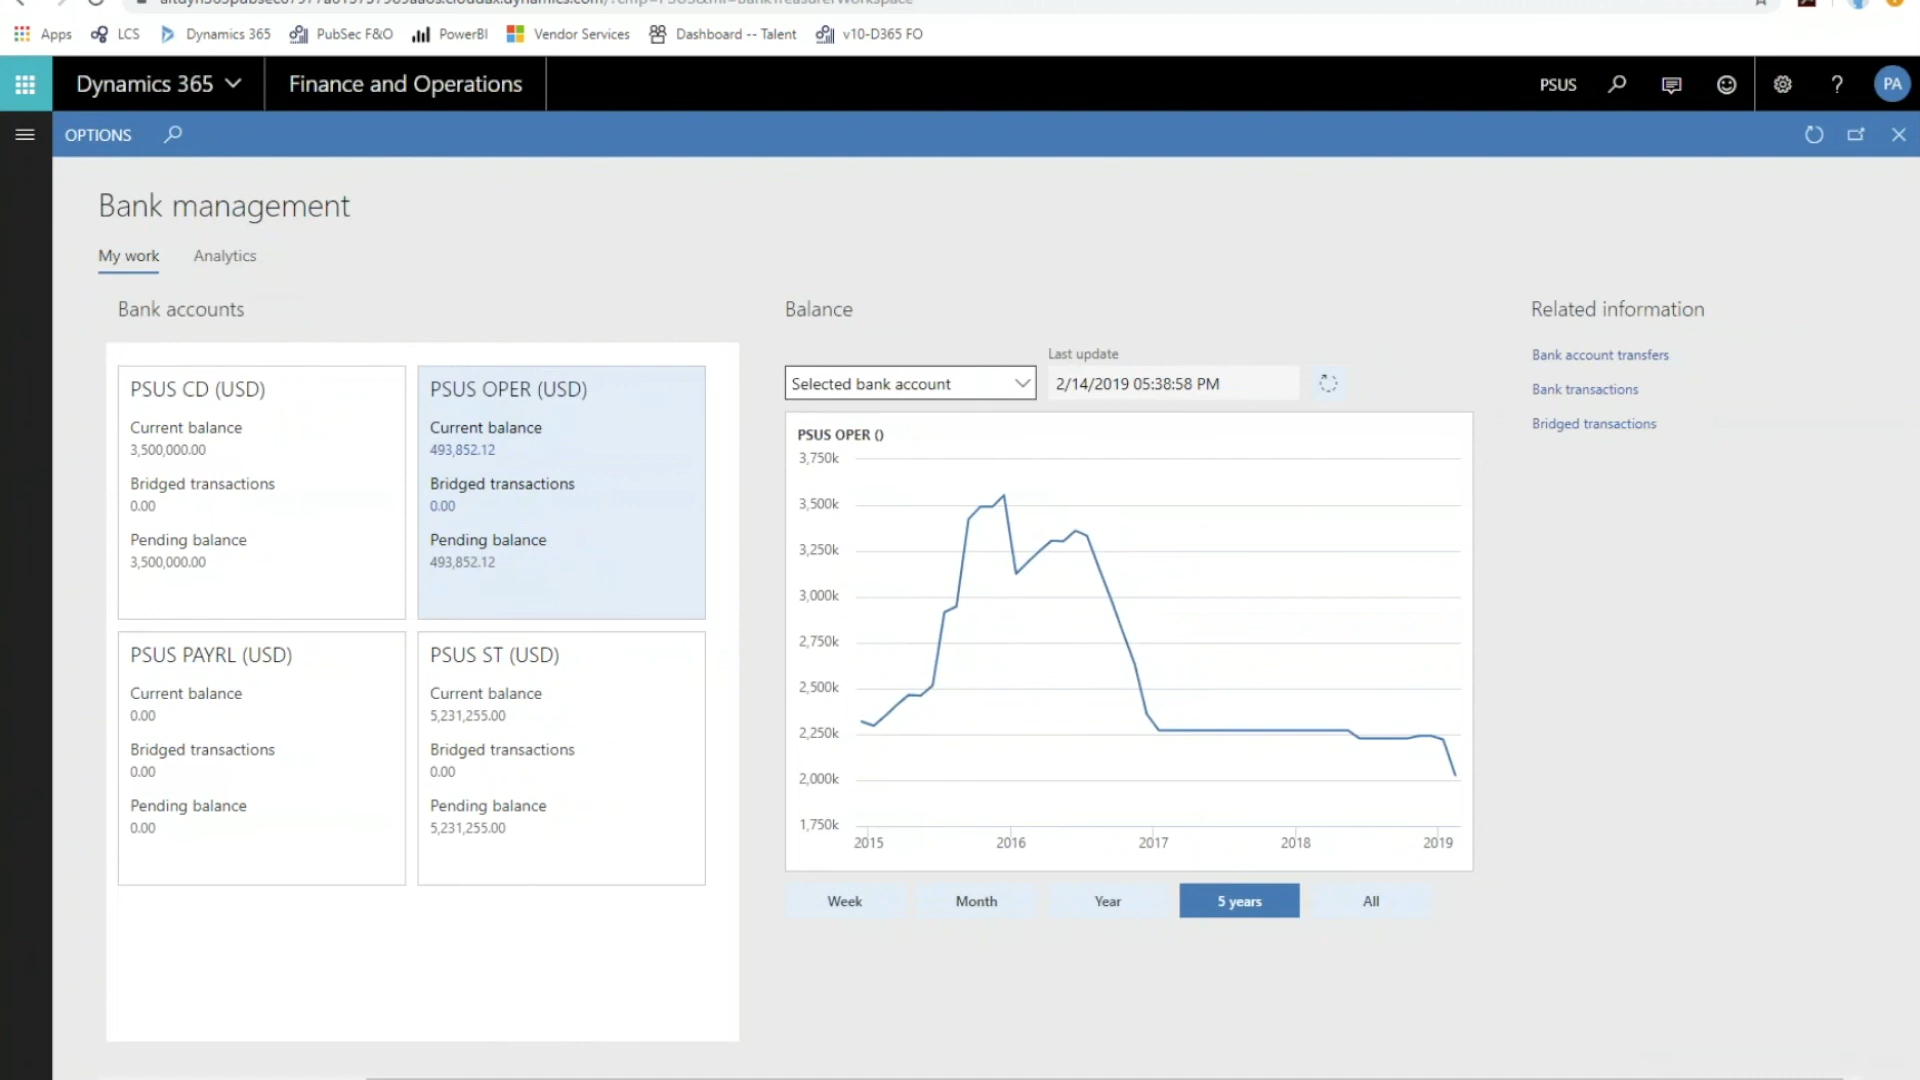 Apps LCS Dynamics 365 PubSec F&O PowerBI Vendor Services Dashboard -- Talent v10-D365 FO
Dynamics 365 Finance and Operations PSUS ? PA
OPTIONS
Bank management
My work Analytics
Bank accounts
PSUS CD (USD)
Current balance
3,500,000.00
Bridged transactions
0.00
Pending balance
3,500,000.00
PSUS OPER (USD)
Current balance
493,852.12
Bridged transactions
0.00
Pending balance
493,852.12
PSUS PAYRL (USD)
Current balance
0.00
Bridged transactions
0.00
Pending balance
0.00
PSUS ST (USD)
Current balance
5,231,255.00
Bridged transactions
0.00
Pending balance
5,231,255.00
Balance
Last update
Selected bank account 2/14/2019 05:38:58 PM
PSUS OPER ()
3,750k
3,500k
3,250k
3,000k
2,750k
2,500k
2,250k
2,000k
1,750k
2015 2016 2017 2018 2019
Week Month Year 5 years All
Related information
Bank account transfers
Bank transactions
Bridged transactions